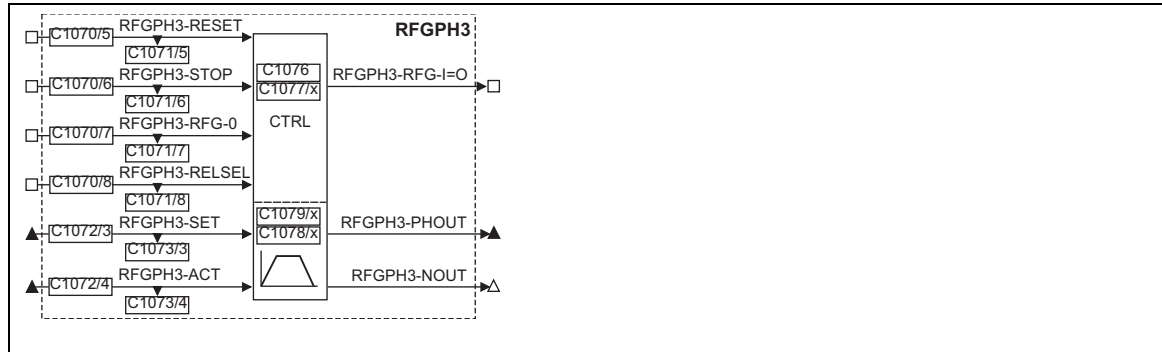 RFGPH3
C1070/5 RFGPH3-RESET
C1071/5
C1070/6 RFGPH3-STOP
C1071/6
C1070/7 RFGPH3-RFG-0
C1071/7
C1070/8 RFGPH3-RELSEL
C1071/8
C1072/3 RFGPH3-SET
C1073/3
C1072/4 RFGPH3-ACT
C1073/4
C1076
C1077/x
CTRL
C1079/x
C1078/x
RFGPH3-RFG-I=O
RFGPH3-PHOUT
RFGPH3-NOUT